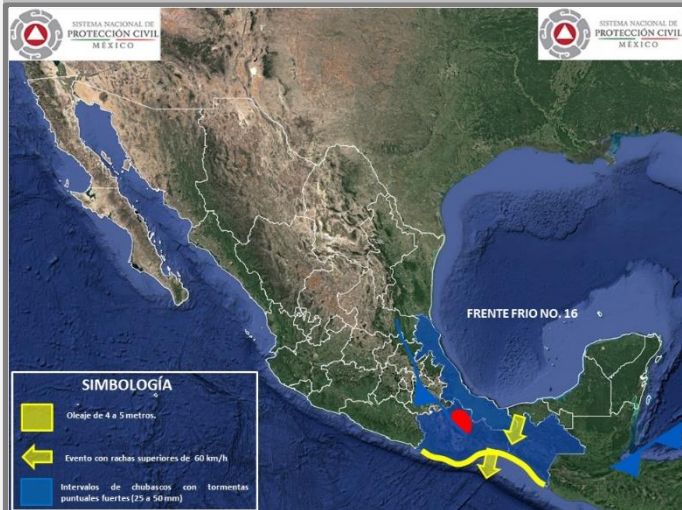 SISTEMA NACIONAL DE
PROTECCIÓN CIVIL
MÉXICO
SISTEMA NACIONAL DE
PROTECCIÓN CIVIL
MÉXICO
FRENTE FRIO NO. 16
SIMBOLOGÍA
Oleaje de 4 a 5 metros.
Evento con rachas superiores de 60 km/h
Intervalos de chubascos con tormentas
puntuales fuertes (25 a 50 mm)